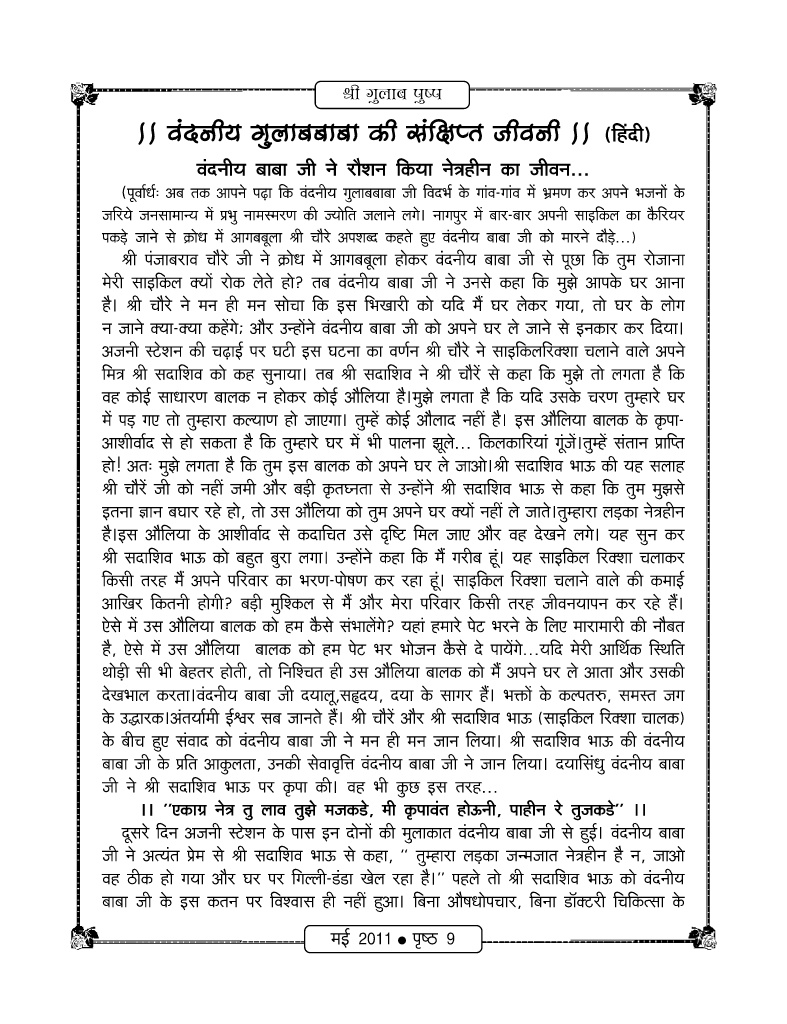 श्री गुलाब पुष्प
।। वंदनीय गुलाबबाबा की संक्षिप्त जीवनी ।। (हिंदी)
वंदनीय बाबा जी ने रौशन किया नेत्रहीन का जीवन...
(पूर्वार्धः अब तक आपने पढ़ा कि वंदनीय गुलाबबाबा जी विदर्भ के गांव-गांव में भ्रमण कर अपने भजनों के
जरिये जनसामान्य में प्रभु नामस्मरण की ज्योति जलाने लगे। नागपुर में बार-बार अपनी साइकिल का कैरियर
पकड़े जाने से क्रोध में आगबबूला श्री चौरे अपशब्द कहते हुए वंदनीय बाबा जी को मारने दौड़े...)
श्री पंजाबराव चौरे जी ने क्रोध में आगबबूला होकर वंदनीय बाबा जी से पूछा कि तुम रोजाना
मेरी साइकिल क्यों रोक लेते हो? तब वंदनीय बाबा जी ने उनसे कहा कि मुझे आपके घर आना
है। श्री चौरे ने मन ही मन सोचा कि इस भिखारी को यदि मैं घर लेकर गया, तो घर के लोग
न जाने क्या-क्या कहेंगे; और उन्होंने वंदनीय बाबा जी को अपने घर ले जाने से इनकार कर दिया।
अजनी स्टेशन की चढ़ाई पर घटी इस घटना का वर्णन श्री चौरे ने साइकिलरिक्शा चलाने वाले अपने
मित्र श्री सदाशिव को कह सुनाया। तब श्री सदाशिव ने श्री चौरें से कहा कि मुझे तो लगता है कि
वह कोई साधारण बालक न होकर कोई औलिया है।मुझे लगता है कि यदि उसके चरण तुम्हारे घर
में पड़ गए तो तुम्हारा कल्याण हो जाएगा। तुम्हें कोई औलाद नहीं है। इस औलिया बालक के कृपा-
आशीर्वाद से हो सकता है कि तुम्हारे घर में भी पालना झूले... किलकारियां गूंजें।तुम्हें संतान प्राप्ति
हो! अतः मुझे लगता है कि तुम इस बालक को अपने घर ले जाओ।श्री सदाशिव भाऊ की यह सलाह
श्री चौरें जी को नहीं जमी और बड़ी कृतघ्नता से उन्होंने श्री सदाशिव भाऊ से कहा कि तुम मुझसे
इतना ज्ञान बघार रहे हो, तो उस औलिया को तुम अपने घर क्यों नहीं ले जाते।तुम्हारा लड़का नेत्रहीन
है।इस औलिया के आशीर्वाद से कदाचित उसे दृष्टि मिल जाए और वह देखने लगे। यह सुन कर
श्री सदाशिव भाऊ को बहुत बुरा लगा। उन्होंने कहा कि मैं गरीब हूं। यह साइकिल रिक्शा चलाकर
किसी तरह मैं अपने परिवार का भरण-पोषण कर रहा हूं। साइकिल रिक्शा चलाने वाले की कमाई
आखिर कितनी होगी? बड़ी मुश्किल से मैं और मेरा परिवार किसी तरह जीवनयापन कर रहे हैं।
ऐसे में उस औलिया बालक को हम कैसे संभालेंगे? यहां हमारे पेट भरने के लिए मारामारी की नौबत
है, ऐसे में उस औलिया बालक को हम पेट भर भोजन कैसे दे पायेंगे...यदि मेरी आर्थिक स्थिति
थोड़ी सी भी बेहतर होती, तो निश्चित ही उस औलिया बालक को मैं अपने घर ले आता और उसकी
देखभाल करता।वंदनीय बाबा जी दयालू,सहृदय, दया के सागर हैं। भक्तों के कल्पतरु, समस्त जग
के उद्धारक।अंतर्यामी ईश्वर सब जानते हैं। श्री चौरें और श्री सदाशिव भाऊ (साइकिल रिक्शा चालक)
के बीच हुए संवाद को वंदनीय बाबा जी ने मन ही मन जान लिया। श्री सदाशिव भाऊ की वंदनीय
बाबा जी के प्रति आकुलता, उनकी सेवावृत्ति वंदनीय बाबा जी ने जान लिया। दयासिंधु वंदनीय बाबा
जी ने श्री सदाशिव भाऊ पर कृपा की। वह भी कुछ इस तरह...
।। "एकाग्र नेत्र तु लाव तुझे मजकडे, मी कृपावंत होऊनी, पाहीन रे तुजकडे" ।।
दूसरे दिन अजनी स्टेशन के पास इन दोनों की मुलाकात वंदनीय बाबा जी से हुई। वंदनीय बाबा
जी ने अत्यंत प्रेम से श्री सदाशिव भाऊ से कहा, " तुम्हारा लड़का जन्मजात नेत्रहीन है न, जाओ
वह ठीक हो गया और घर पर गिल्ली-डंडा खेल रहा है।" पहले तो श्री सदाशिव भाऊ को वंदनीय
बाबा जी के इस कतन पर विश्वास ही नहीं हुआ। बिना औषधोपचार, बिना डॉक्टरी चिकित्सा के
मई 2011 ● पृष्ठ 9